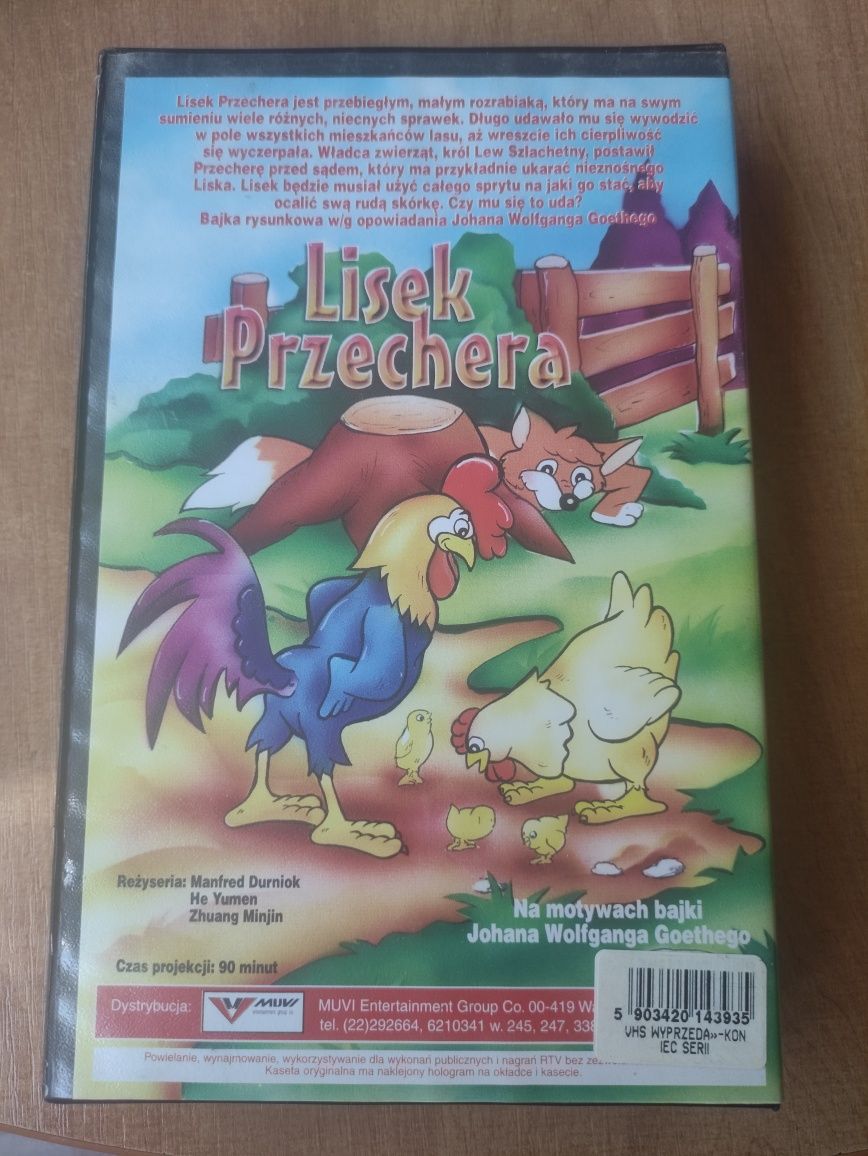 Lisek Przechera jest przebiegłym, małym rozrabiaką, który ma na swym
sumieniu wiele różnych, niecnych sprawek. Długo udawało mu się wywodzić
w pole wszystkich mieszkańców lasu, aż wreszcie ich cierpliwość
się wyczerpała. Władca zwierząt, król Lew Szlachetny, postawił
Przecherę przed sądem, który ma przykładnie ukarać nieznośnego
Liska. Lisek będzie musiał użyć całego sprytu na jaki go stać, aby
ocalić swą rudą skórkę. Czy mu się to uda?
Bajka rysunkowa w/g opowiadania Johana Wolfganga Goethego
Lisek
Przechera
Reżyseria: Manfred Durniok
He Yumen
Zhuang Minjin
Na motywach bajki
Johana Wolfganga Goethego
Czas projekcji: 90 minut
Dystrybucja:
MUVI
MUVI Entertainment Group Co. 00-419
tel. (22)292664, 6210341 w. 245, 247, 338
5 903420 143935
VHS WYPRZEDA»-KON
IEC SERII
Powielanie, wynajmowanie, wykorzystywanie dla wykonań publicznych i nagrań RTV bez
Kaseta oryginalna ma naklejony hologram na okładce i kasecie.